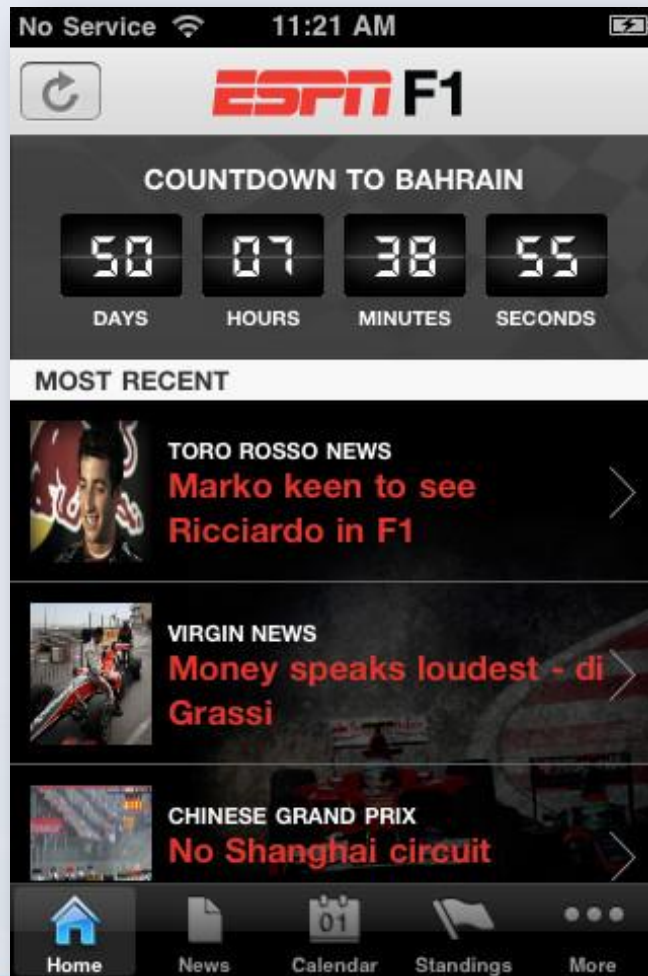 No Service 11:21 AM
ESPN F1
COUNTDOWN TO BAHRAIN
50 07 38 55
DAYS HOURS MINUTES SECONDS
MOST RECENT
TORO ROSSO NEWS
Marko keen to see
Ricciardo in F1
VIRGIN NEWS
Money speaks loudest - di
Grassi
CHINESE GRAND PRIX
No Shanghai circuit
01
Home News Calendar Standings More